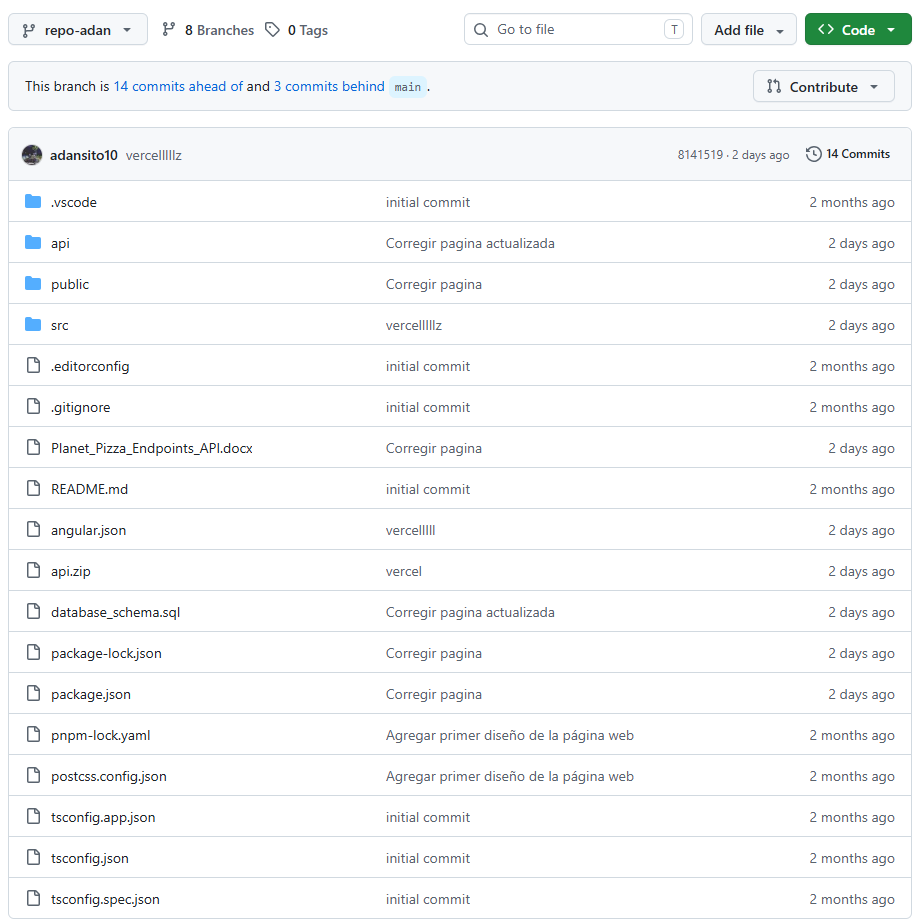 repo-adan 8 Branches 0 Tags Go to file T Add file Code
This branch is 14 commits ahead of and 3 commits behind main .
Contribute
adansito10 vercelllllz 8141519 · 2 days ago 14 Commits
.vscode initial commit 2 months ago
api Corregir pagina actualizada 2 days ago
public Corregir pagina 2 days ago
src vercelllllz 2 days ago
.editorconfig initial commit 2 months ago
.gitignore initial commit 2 months ago
Planet_Pizza_Endpoints_API.docx Corregir pagina 2 days ago
README.md initial commit 2 months ago
angular.json vercelllll 2 days ago
api.zip vercel 2 days ago
database_schema.sql Corregir pagina actualizada 2 days ago
package-lock.json Corregir pagina 2 days ago
package.json Corregir pagina 2 days ago
pnpm-lock.yaml Agregar primer diseño de la página web 2 months ago
postcss.config.json Agregar primer diseño de la página web 2 months ago
tsconfig.app.json initial commit 2 months ago
tsconfig.json initial commit 2 months ago
tsconfig.spec.json initial commit 2 months ago